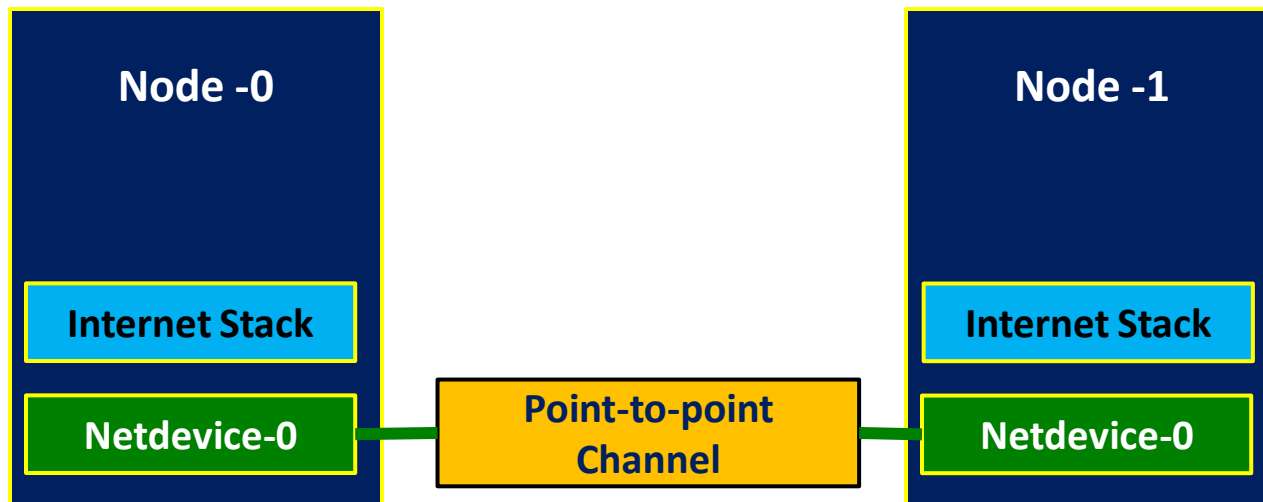 Node -0
Node -1
Internet Stack
Internet Stack
Netdevice-0
Point-to-point
Channel
Netdevice-0